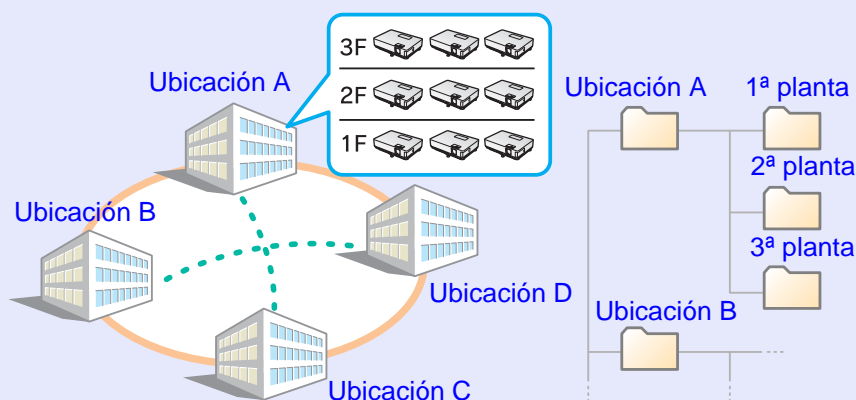 Ubicación A
3F
2F
1F
Ubicación B
Ubicación D
Ubicación C
Ubicación A
1ª planta
2ª planta
3ª planta
Ubicación B